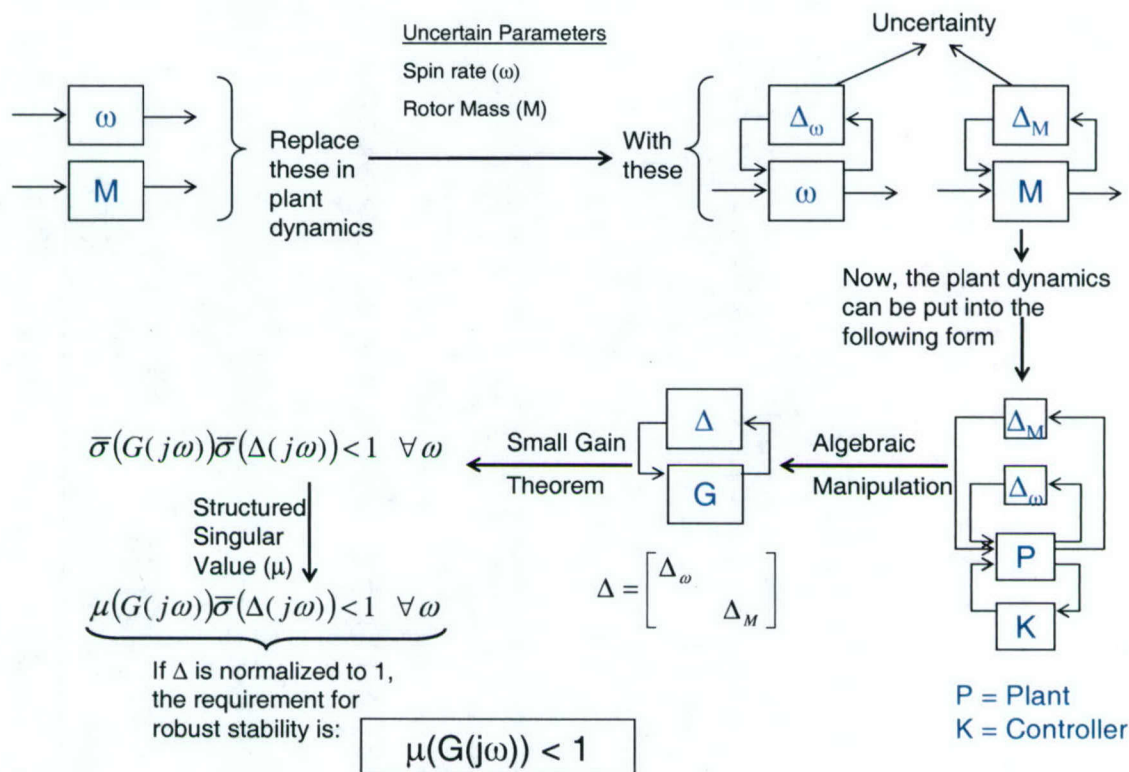 Uncertain Parameters
Spin rate (ω)
Rotor Mass (M)
Uncertainty
ω
M
Replace
these in
plant
dynamics
With
these
Δω
ω
ΔM
M
Now, the plant dynamics
can be put into the
following form
ΔM
Δω
P
K
P = Plant
K = Controller
Algebraic
Manipulation
Δ
G
Δ = [Δω
ΔM]
Small Gain
Theorem
σ̅(G(jω))σ̅(Δ(jω))<1 ∀ω
Structured
Singular
Value (μ)
μ(G(jω))σ̅(Δ(jω))<1 ∀ω
If Δ is normalized to 1,
the requirement for
robust stability is:
μ(G(jω)) < 1